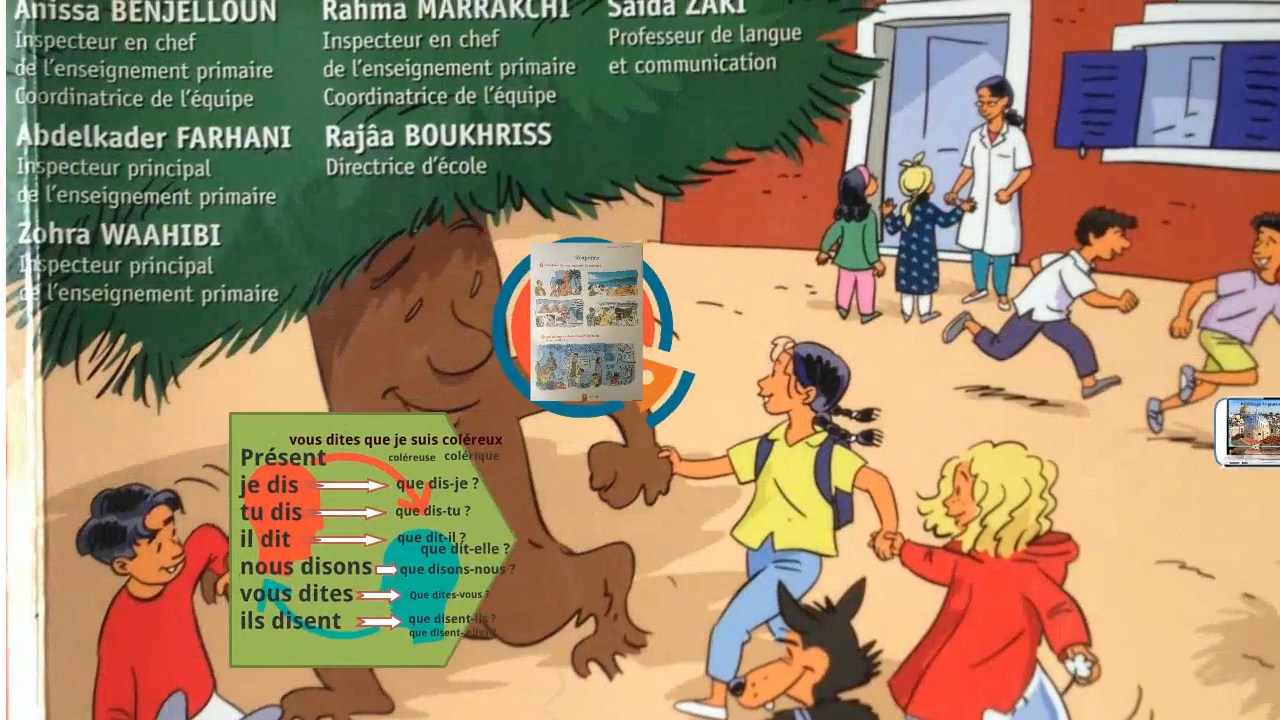 Anissa BENJELLOUN
Inspecteur en chef
de l'enseignement primaire
Coordinatrice de l'équipe
Rahma MARRAKCHI
Inspecteur en chef
de l'enseignement primaire
Coordinatrice de l'équipe
Saïda ZAKI
Professeur de langue
et communication
Abdelkader FARHANI
Inspecteur principal
de l'enseignement primaire
Rajâa BOUKHRISS
Directrice d'école
Zohra WAAHIBI
Inspecteur principal
de l'enseignement primaire
vous dites que je suis coléreux
coléreuse colérique
Présent
je dis que dis-je ?
tu dis que dis-tu ?
il dit que dit-il ?
que dit-elle ?
nous disons que disons-nous ?
vous dites Que dites-vous ?
ils disent que disent-ils ?